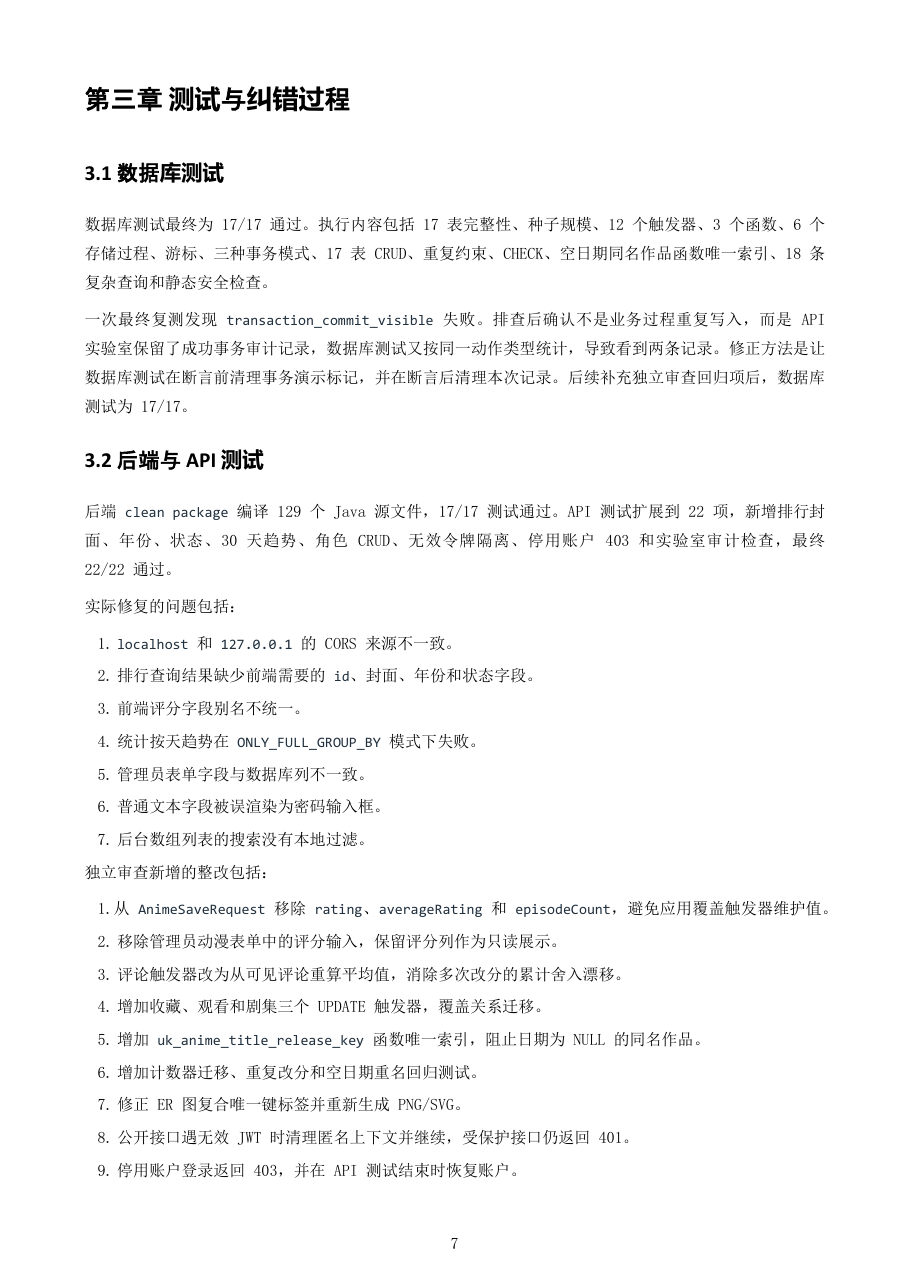 第三章 测试与纠错过程
3.1 数据库测试
数据库测试最终为 17/17 通过。执行内容包括 17 表完整性、种子规模、12 个触发器、3 个函数、6 个
存储过程、游标、三种事务模式、17 表 CRUD、重复约束、CHECK、空日期同名作品函数唯一索引、18 条
复杂查询和静态安全检查。
一次最终复测发现 transaction_commit_visible 失败。排查后确认不是业务过程重复写入，而是 API
实验室保留了成功事务审计记录，数据库测试又按同一动作类型统计，导致看到两条记录。修正方法是让
数据库测试在断言前清理事务演示标记，并在断言后清理本次记录。后续补充独立审查回归项后，数据库
测试为 17/17。
3.2 后端与 API 测试
后端 clean package 编译 129 个 Java 源文件，17/17 测试通过。API 测试扩展到 22 项，新增排行封
面、年份、状态、30 天趋势、角色 CRUD、无效令牌隔离、停用账户 403 和实验室审计检查，最终
22/22 通过。
实际修复的问题包括：
1. localhost 和 127.0.0.1 的 CORS 来源不一致。
2. 排行查询结果缺少前端需要的 id、封面、年份和状态字段。
3. 前端评分字段别名不统一。
4. 统计按天趋势在 ONLY_FULL_GROUP_BY 模式下失败。
5. 管理员表单字段与数据库列不一致。
6. 普通文本字段被误渲染为密码输入框。
7. 后台数组列表的搜索没有本地过滤。
独立审查新增的整改包括：
1. 从 AnimeSaveRequest 移除 rating、averageRating 和 episodeCount，避免应用覆盖触发器维护值。
2. 移除管理员动漫表单中的评分输入，保留评分列作为只读展示。
3. 评论触发器改为从可见评论重算平均值，消除多次改分的累计舍入漂移。
4. 增加收藏、观看和剧集三个 UPDATE 触发器，覆盖关系迁移。
5. 增加 uk_anime_title_release_key 函数唯一索引，阻止日期为 NULL 的同名作品。
6. 增加计数器迁移、重复改分和空日期重名回归测试。
7. 修正 ER 图复合唯一键标签并重新生成 PNG/SVG。
8. 公开接口遇无效 JWT 时清理匿名上下文并继续，受保护接口仍返回 401。
9. 停用账户登录返回 403，并在 API 测试结束时恢复账户。
7